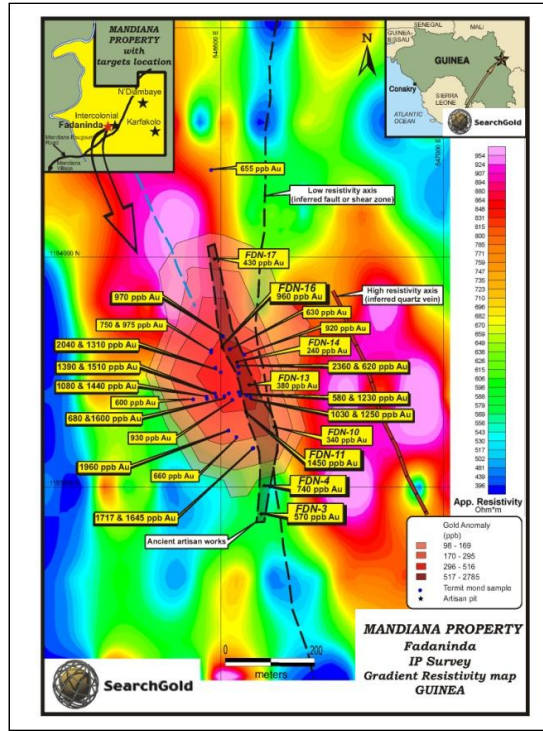 MANDIANA
PROPERTY
with
targets location
N'Diambaye
Intercolonial
Fadaninda
Karfakolo
Mandiana
Village
546500 E
N
SENEGAL
MALI
GUINEA-
BISSAU
GUINEA
Conakry
SIERRA
LEONE
ATLANTIC
OCEAN
SearchGold
655 ppb Au
Low resistivity axis
(inferred fault or shear zone)
FDN-17
430 ppb Au
High resistivity axis
(inferred quartz vein)
970 ppb Au
FDN-16
960 ppb Au
630 ppb Au
750 & 975 ppb Au
920 ppb Au
FDN-14
240 ppb Au
2040 & 1310 ppb Au
2360 & 620 ppb Au
1390 & 1510 ppb Au
FDN-13
380 ppb Au
1080 & 1440 ppb Au
600 ppb Au
580 & 1230 ppb Au
680 &1600 ppb Au
1030 & 1250 ppb Au
930 ppb Au
FDN-10
340 ppb Au
1960 ppb Au
FDN-11
1450 ppb Au
660 ppb Au
FDN-4
740 ppb Au
1717 & 1645 ppb Au
FDN-3
570 ppb Au
Ancient artisan works
954
924
App. Resistivity
Ohm*m
Gold Anomaly
(ppb)
98 - 169
170 - 295
296 - 516
517 - 2785
Termit mond sample
Artisan pit
0
200
meters
SearchGold
MANDIANA PROPERTY
Fadaninda
IP Survey
Gradient Resistivity map
GUINEA